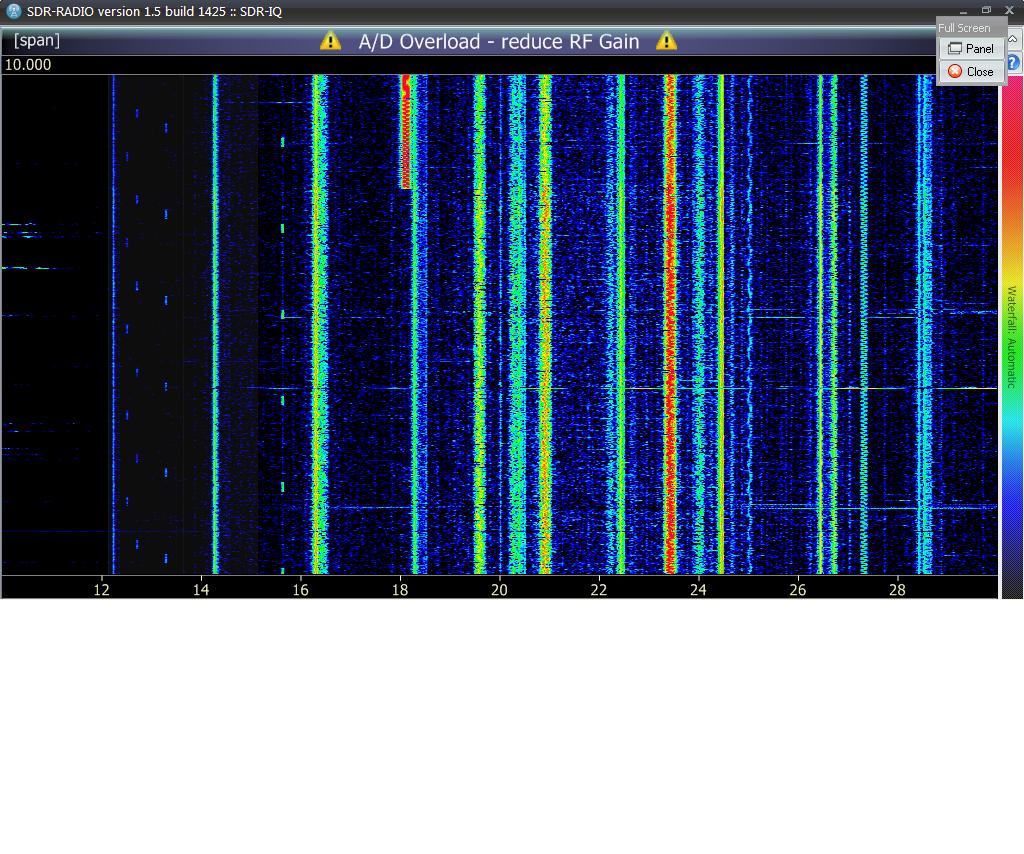 SDR-RADIO version 1.5 build 1425 :: SDR-IQ
Full Screen
[span] A/D Overload - reduce RF Gain
Panel
10.000
Close
?
Waterfall: Automatic
12 14 16 18 20 22 24 26 28